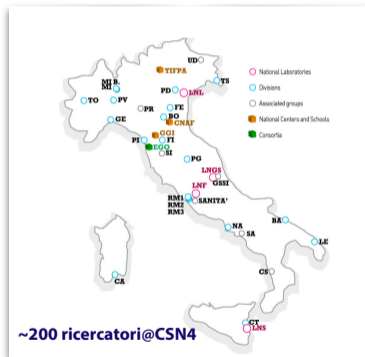 UD
TIFPA
National Laboratories
Divisions
Associated groups
National Centers and Schools
Consortia
MI B.
MI
TS
PD
LNL
TO
PV
PR
FE
BO
CNAF
GE
GGI
PI
FI
EGO
SI
PG
LNGS
GSSI
LNF
SANITA'
RM1
RM2
RM3
NA
SA
BA
LE
CS
CA
CT
LNS
~200 ricercatori@CSN4